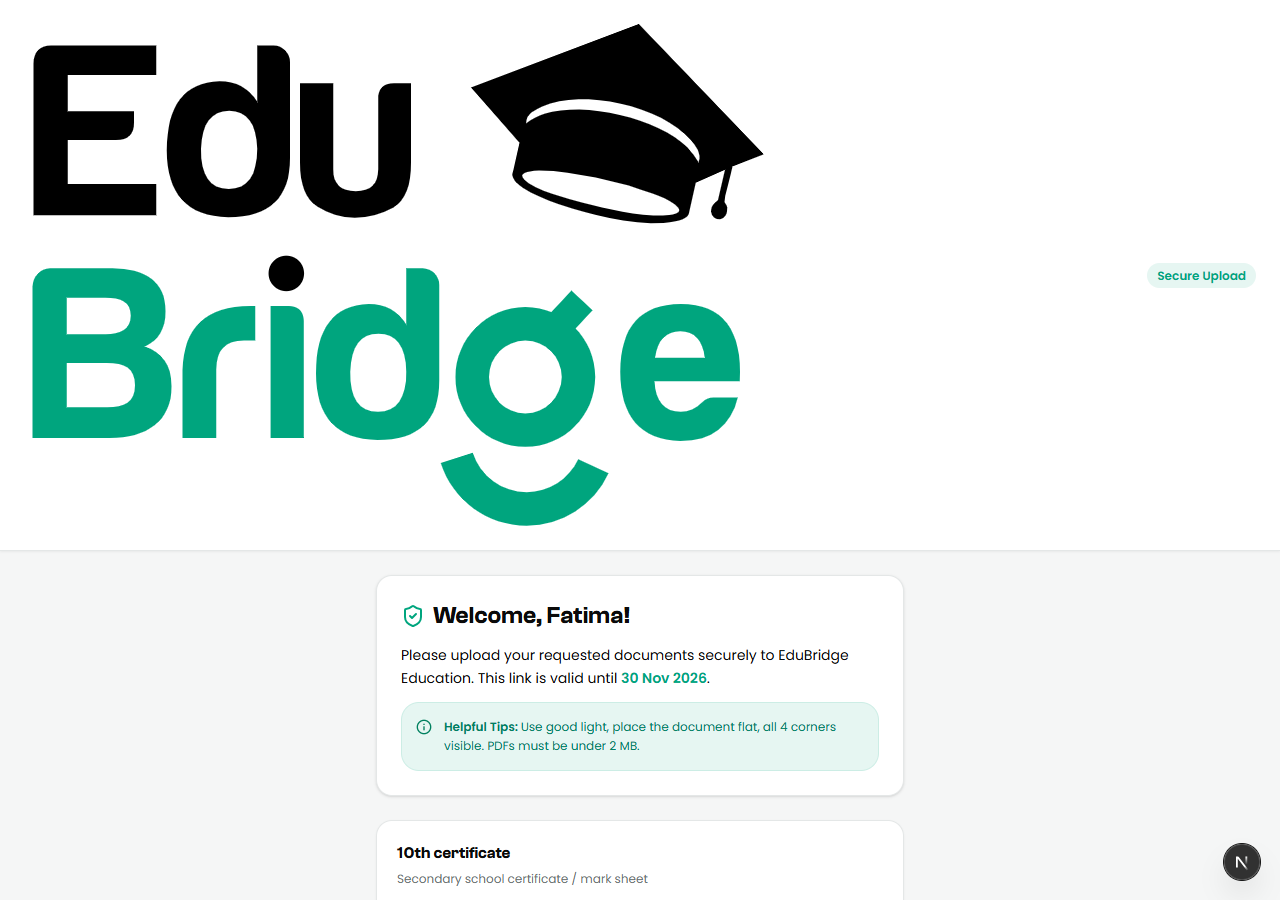 Edu
Bridge
Secure Upload
Welcome, Fatima!
Please upload your requested documents securely to EduBridge
Education. This link is valid until 30 Nov 2026.
Helpful Tips: Use good light, place the document flat, all 4 corners
visible. PDFs must be under 2 MB.
10th certificate
Secondary school certificate / mark sheet
N